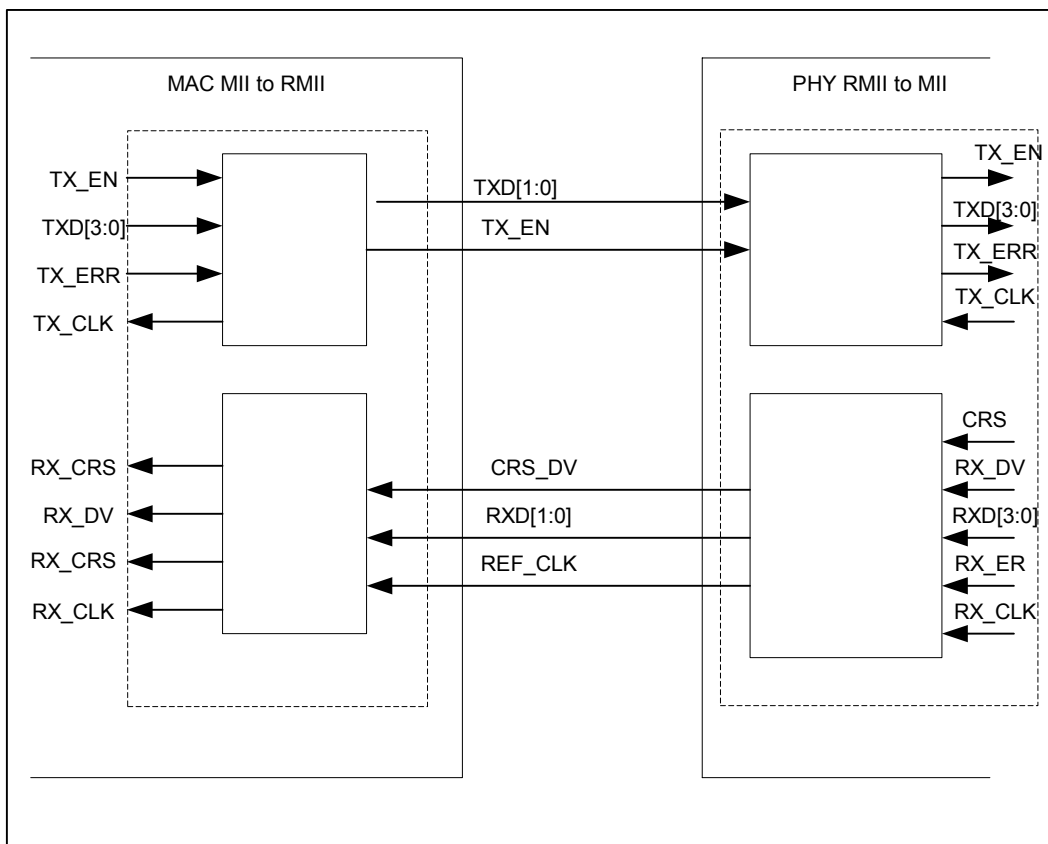 MAC MII to RMII
PHY RMII to MII
TX_EN
TXD[3:0]
TX_ERR
TX_CLK
TXD[1:0]
TX_EN
TX_EN
TXD[3:0]
TX_ERR
TX_CLK
RX_CRS
RX_DV
RX_CRS
RX_CLK
CRS_DV
RXD[1:0]
REF_CLK
CRS
RX_DV
RXD[3:0]
RX_ER
RX_CLK